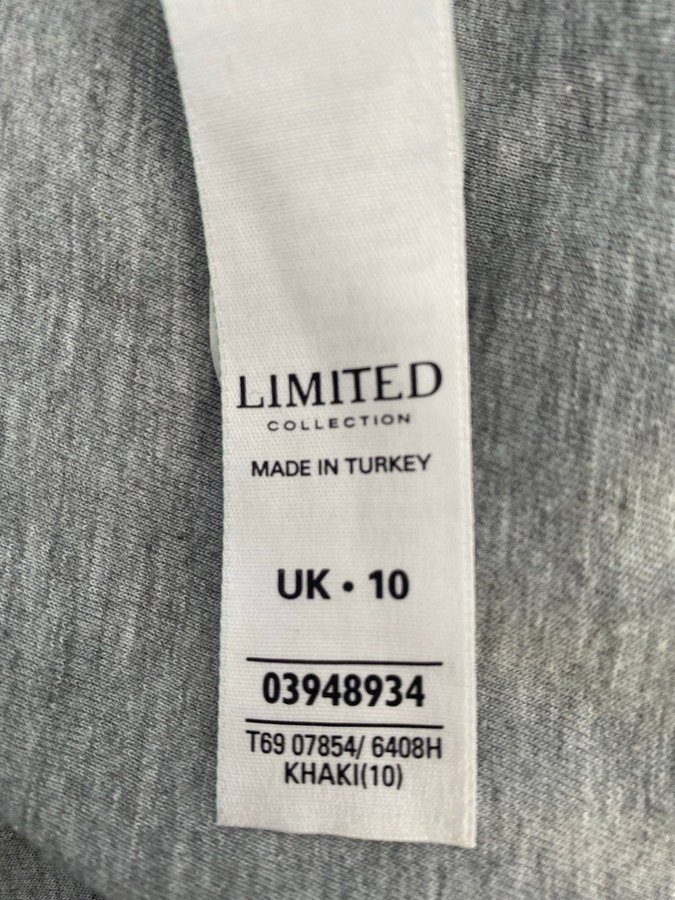 LIMITED
COLLECTION
MADE IN TURKEY
UK • 10
03948934
T69 07854/ 6408H
KHAKI(10)